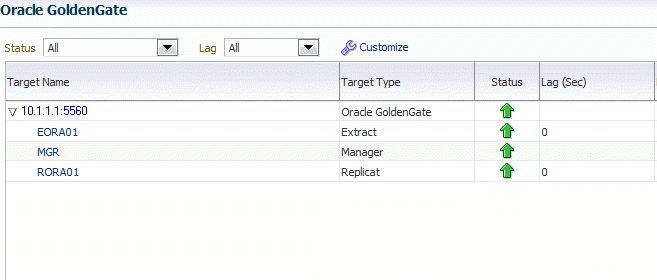 Oracle GoldenGate
Status All Lag All Customize
Target Name Target Type Status Lag (Sec)
10.1.1.1:5560 Oracle GoldenGate
EORA01 Extract 0
MGR Manager
RORA01 Replicat 0